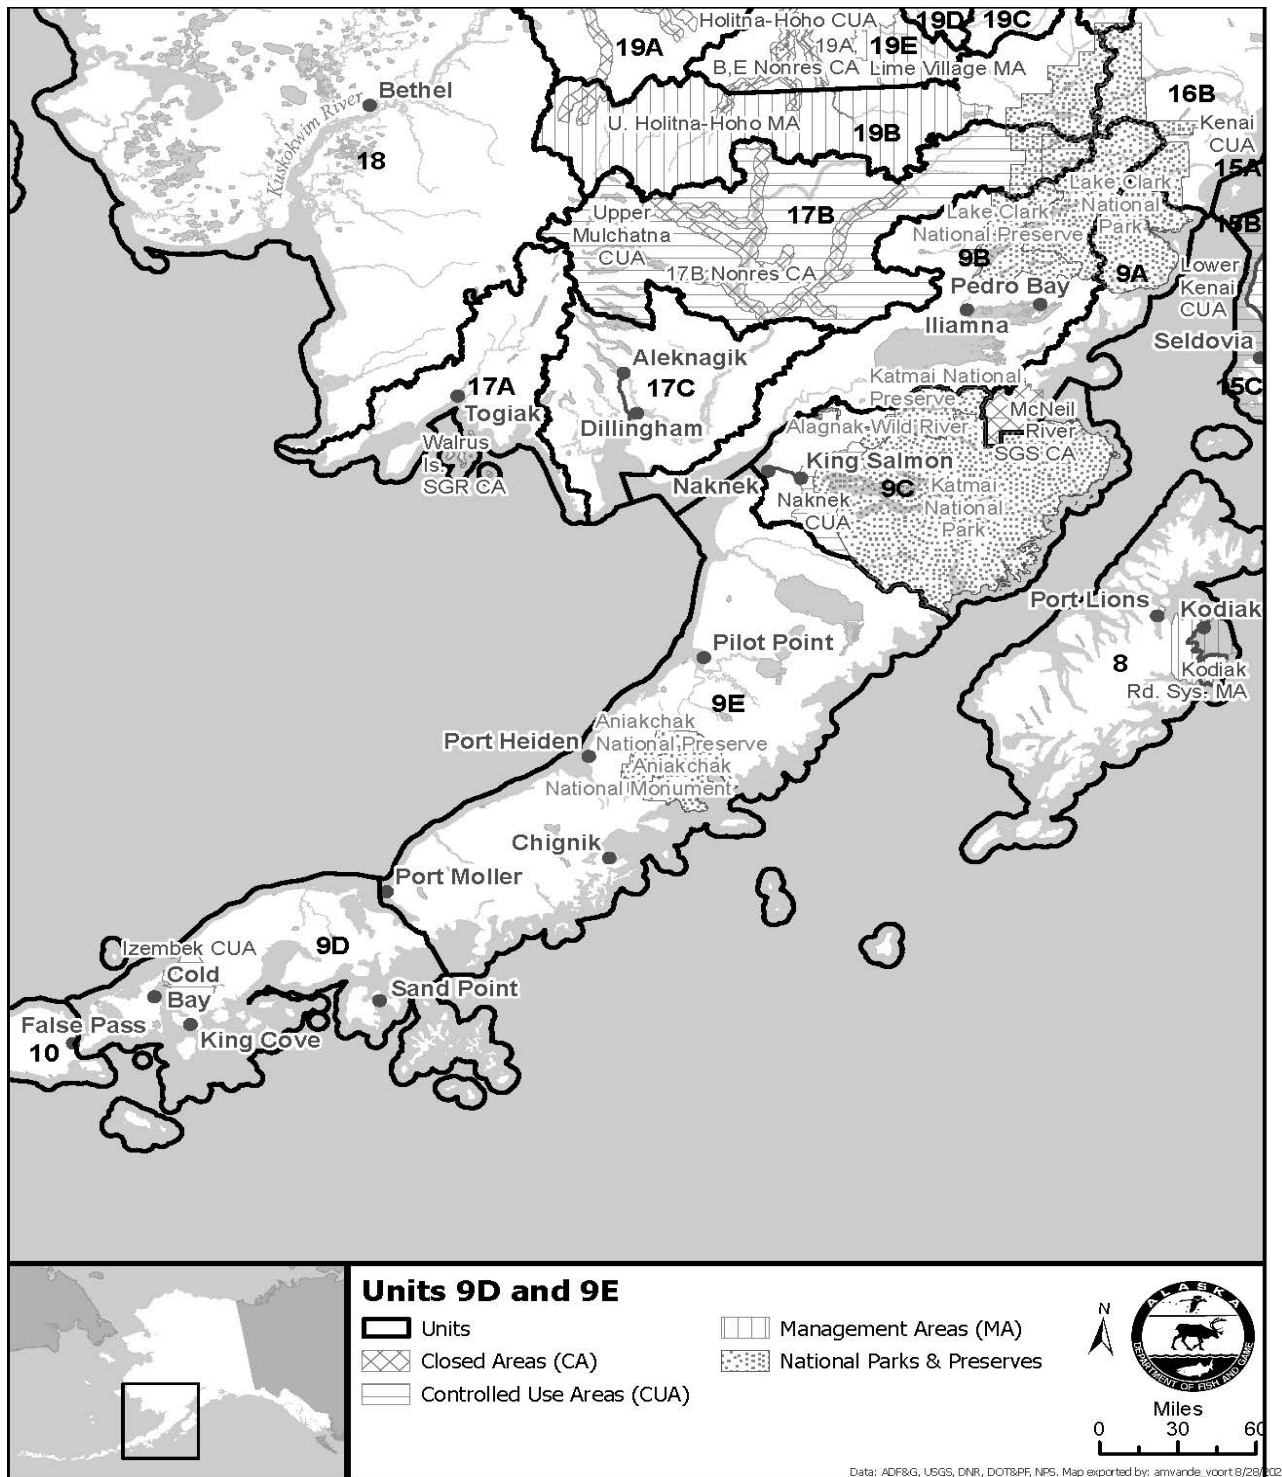 Holitna-Hoho CUA
19D
19C
19A
19A
19E
B,E Nonres CA
Lime Village MA
Bethel
16B
Kuskokwim River
U. Holitna-Hoho MA
19B
Kenai
CUA
18
15A
Lake Clark
National
Park
Upper
Mulchatna
CUA
17B
Lake Clark
National Preserve
15B
9B
17B Nonres CA
9A
Lower
Kenai
CUA
Pedro Bay
Iliamna
Seldovia
Aleknagik
17A
17C
Katmai National
Preserve
15C
Togiak
McNeil
River
SGS CA
Dillingham
Alagnak Wild River
Walrus
Is.
SGR CA
King Salmon
Naknek
9C
Katmai
National
Park
Naknek
CUA
Port Lions
Kodiak
Pilot Point
8
Kodiak
Rd. Sys. MA
9E
Aniakchak
National Preserve
Port Heiden
Aniakchak
National Monument
Chignik
Port Moller
9D
Izembek CUA
Cold
Bay
Sand Point
False Pass
King Cove
10
Units 9D and 9E
Units
Closed Areas (CA)
Controlled Use Areas (CUA)
Management Areas (MA)
National Parks & Preserves
N
ALASKA
DEPARTMENT OF FISH AND GAME
Miles
0 30 60
Data: ADF&G, USGS, DNR, DOT&PF, NPS. Map exported by: amvande_voort 8/28/202